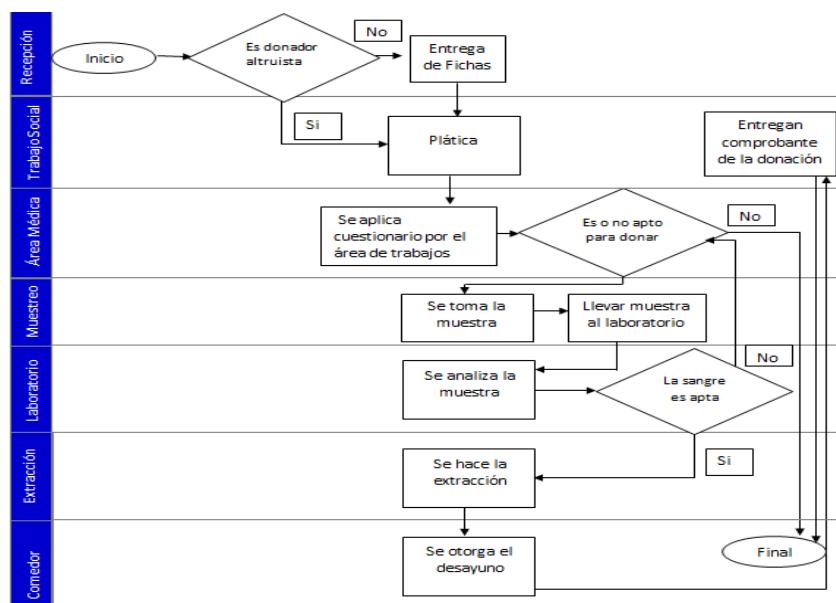 Recepción
Inicio
Es donador
altruista
No
Entrega
de Fichas
Trabajo Social
Si
Plática
Entregan
comprobante
de la donación
Área Médica
Se aplica
cuestionario por el
área de trabajos
Es o no apto
para donar
No
Muestreo
Se toma la
muestra
Llevar muestra
al laboratorio
Laboratorio
Se analiza la
muestra
La sangre
es apta
No
Extracción
Se hace la
extracción
Si
Comedor
Se otorga el
desayuno
Final